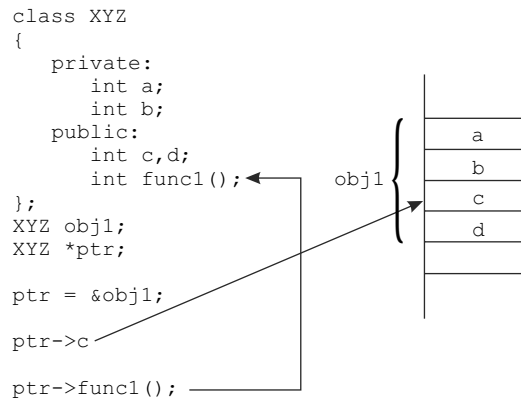 class XYZ
{
private:
int a;
int b;
public:
int c,d;
int func1();
};
XYZ obj1;
XYZ *ptr;
ptr = &obj1;
ptr->c
ptr->func1();
obj1
a
b
c
d